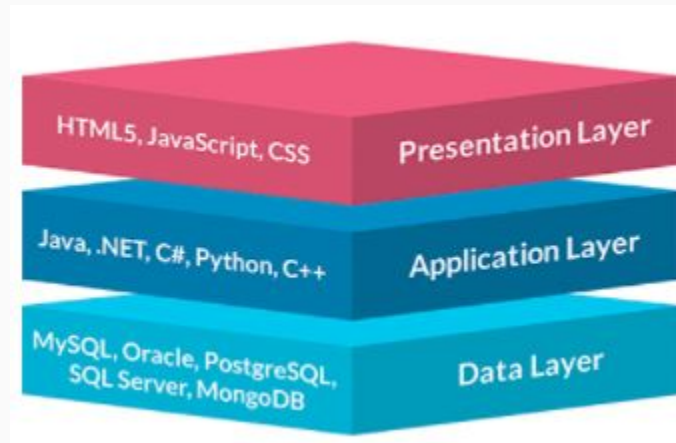 HTML5, JavaScript, CSS
Presentation Layer
Java, .NET, C#, Python, C++
Application Layer
MySQL, Oracle, PostgreSQL,
SQL Server, MongoDB
Data Layer